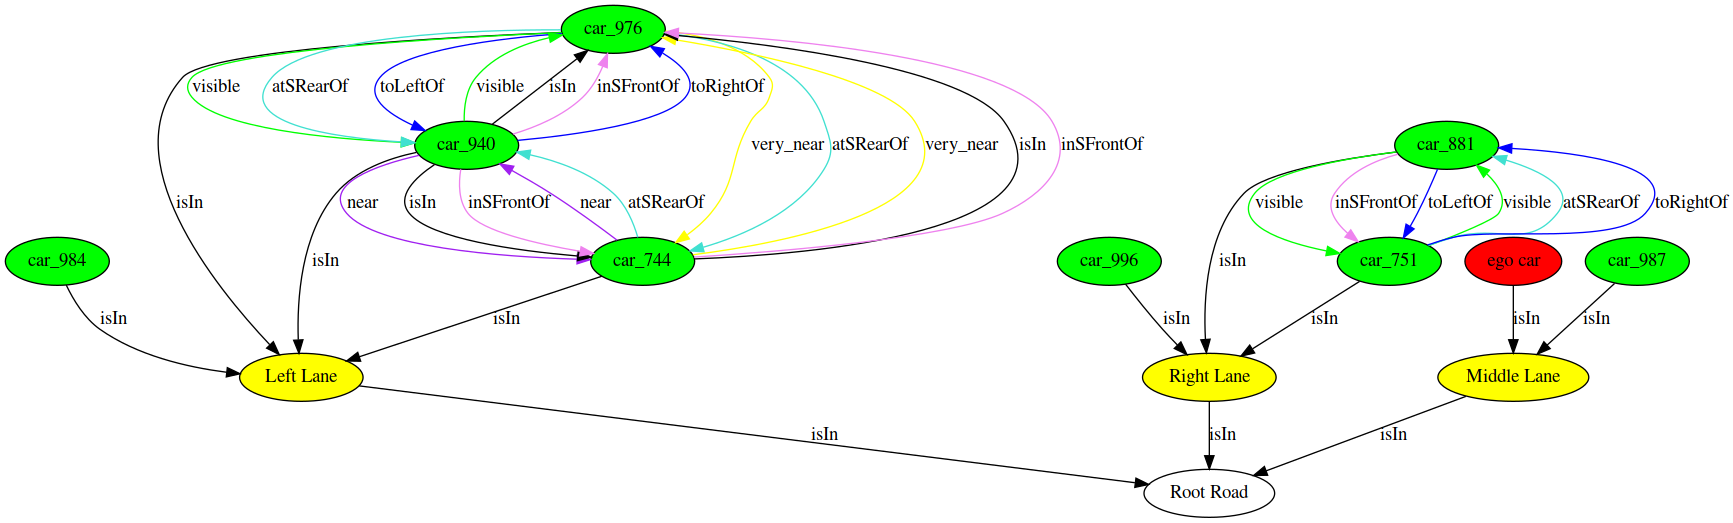 car_976
visible
atSRearOf
toLeftOf
visible
isIn
inSFrontOf
toRightOf
car_940
very_near
atSRearOf
very_near
isIn
inSFrontOf
car_881
isIn
near
isIn
inSFrontOf
near
atSRearOf
visible
inSFrontOf
toLeftOf
visible
atSRearOf
toRightOf
car_984
isIn
car_744
car_996
isIn
car_751
ego car
car_987
isIn
isIn
isIn
isIn
isIn
isIn
Left Lane
Right Lane
Middle Lane
isIn
isIn
isIn
Root Road